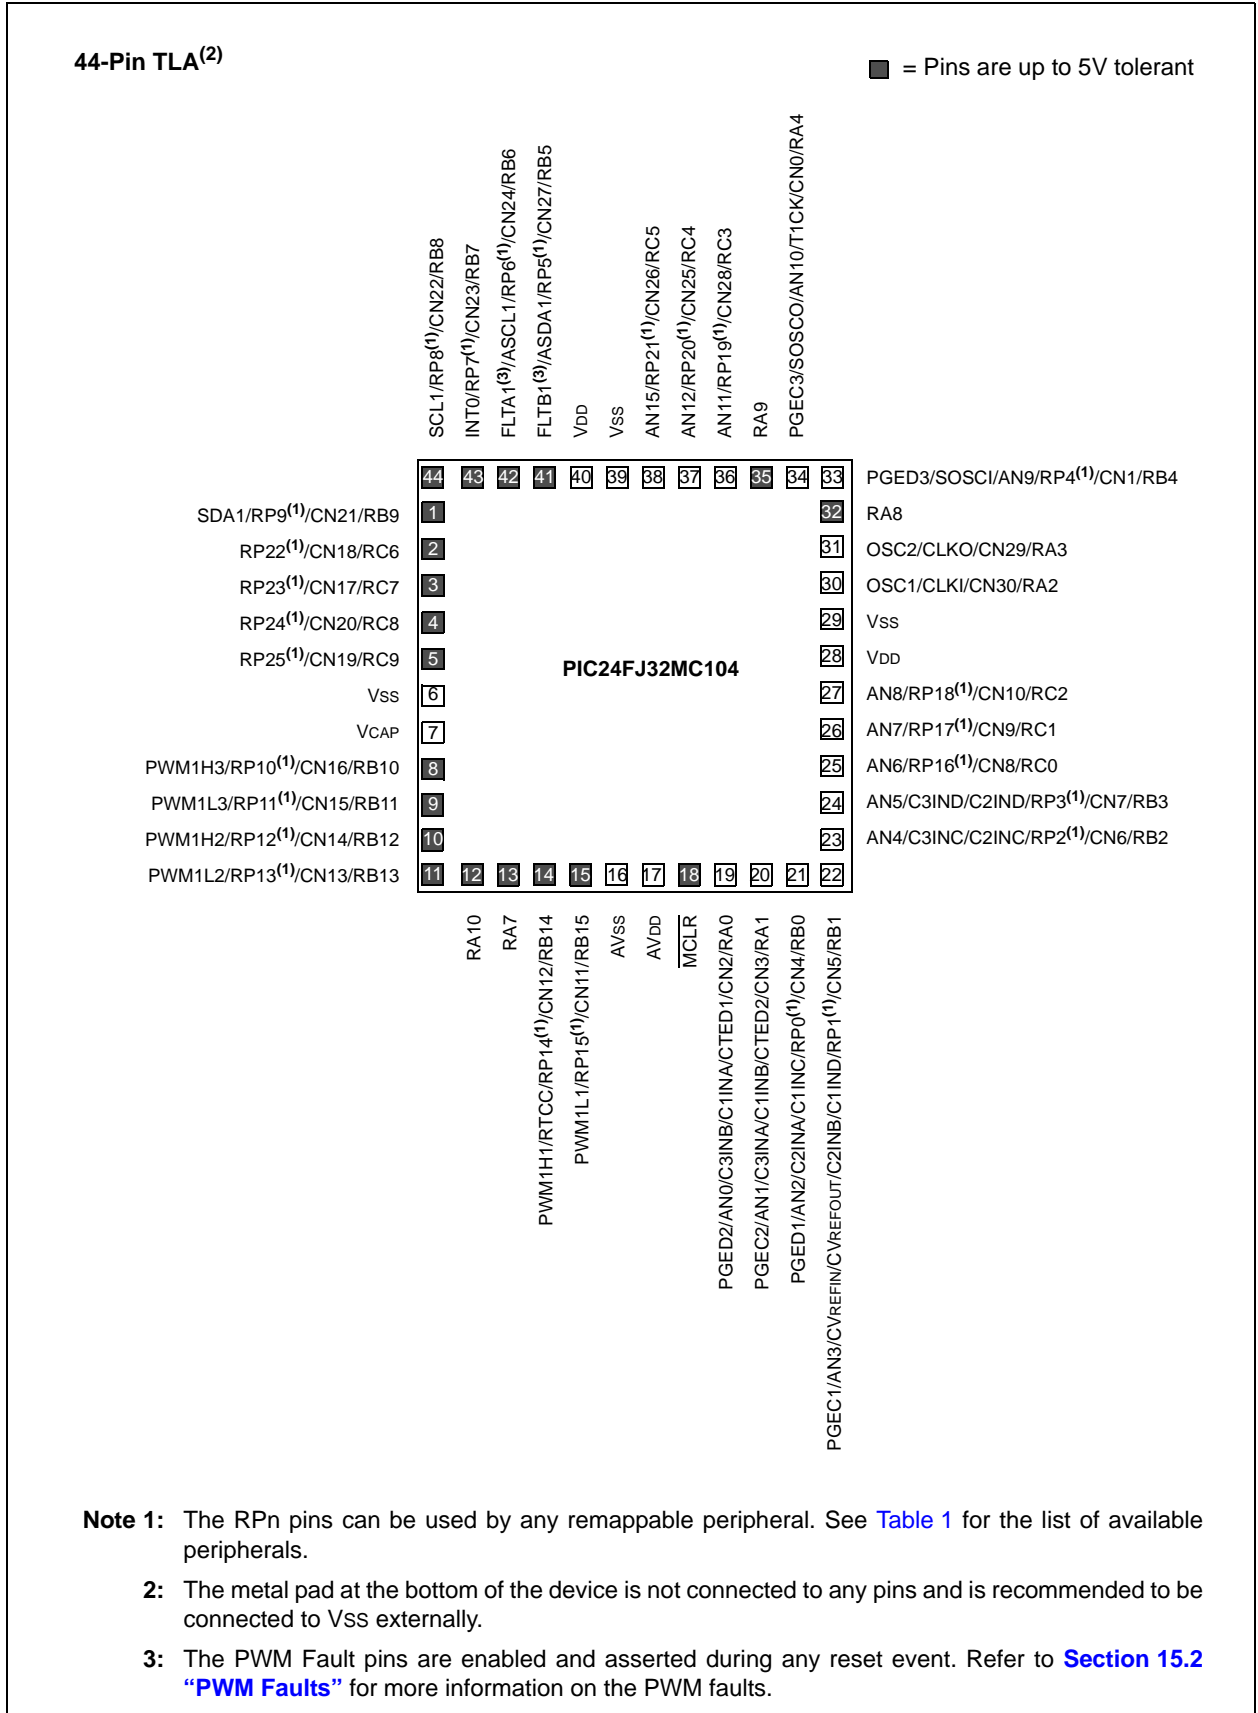 44-Pin TLA(2)
= Pins are up to 5V tolerant
SCL1/RP8(1)/CN22/RB8
INT0/RP7(1)/CN23/RB7
FLTA1(3)/ASCL1/RP6(1)/CN24/RB6
FLTB1(3)/ASDA1/RP5(1)/CN27/RB5
VDD
VSS
AN15/RP21(1)/CN26/RC5
AN12/RP20(1)/CN25/RC4
AN11/RP19(1)/CN28/RC3
RA9
PGEC3/SOSCO/AN10/T1CK/CN0/RA4
44 43 42 41 40 39 38 37 36 35 34 33 PGED3/SOSCI/AN9/RP4(1)/CN1/RB4
SDA1/RP9(1)/CN21/RB9 1 32 RA8
RP22(1)/CN18/RC6 2 31 OSC2/CLKO/CN29/RA3
RP23(1)/CN17/RC7 3 30 OSC1/CLKI/CN30/RA2
RP24(1)/CN20/RC8 4 29 VSS
RP25(1)/CN19/RC9 5 28 VDD
PIC24FJ32MC104
VSS 6 27 AN8/RP18(1)/CN10/RC2
VCAP 7 26 AN7/RP17(1)/CN9/RC1
PWM1H3/RP10(1)/CN16/RB10 8 25 AN6/RP16(1)/CN8/RC0
PWM1L3/RP11(1)/CN15/RB11 9 24 AN5/C3IND/C2IND/RP3(1)/CN7/RB3
PWM1H2/RP12(1)/CN14/RB12 10 23 AN4/C3INC/C2INC/RP2(1)/CN6/RB2
PWM1L2/RP13(1)/CN13/RB13 11 12 13 14 15 16 17 18 19 20 21 22
RA10
RA7
PWM1H1/RTCC/RP14(1)/CN12/RB14
PWM1L1/RP15(1)/CN11/RB15
AVSS
AVDD
MCLR
PGED2/AN0/C3INB/C1INA/CTED1/CN2/RA0
PGEC2/AN1/C3INA/C1INB/CTED2/CN3/RA1
PGED1/AN2/C2INA/C1INC/RP0(1)/CN4/RB0
PGEC1/AN3/CVREFIN/CVREFOUT/C2INB/C1IND/RP1(1)/CN5/RB1
Note 1: The RPn pins can be used by any remappable peripheral. See Table 1 for the list of available
peripherals.
2: The metal pad at the bottom of the device is not connected to any pins and is recommended to be
connected to VSS externally.
3: The PWM Fault pins are enabled and asserted during any reset event. Refer to Section 15.2
“PWM Faults” for more information on the PWM faults.